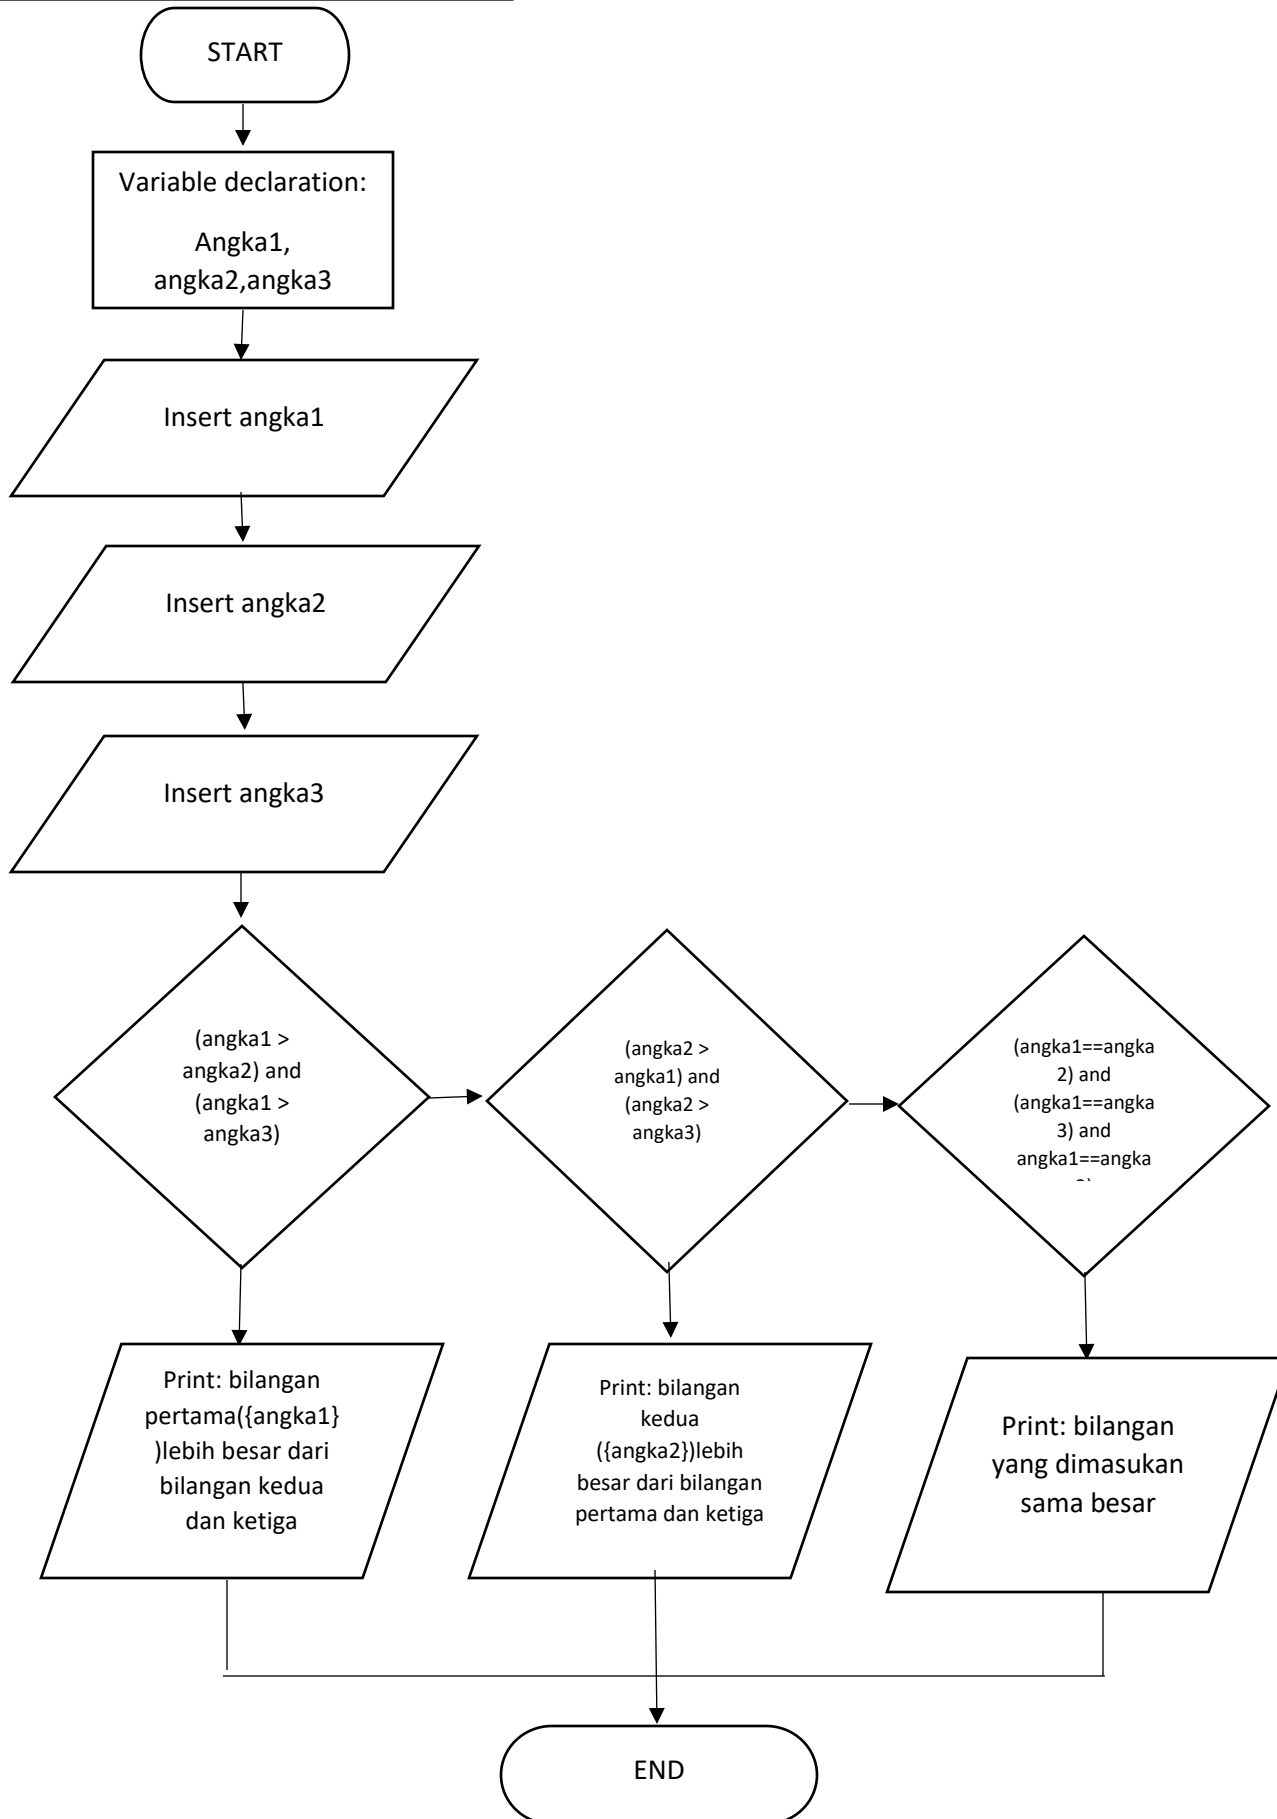 START
Variable declaration:
Angka1,
angka2,angka3
Insert angka1
Insert angka2
Insert angka3
(angka1 >
angka2) and
(angka1 >
angka3)
(angka2 >
angka1) and
(angka2 >
angka3)
(angka1==angka
2) and
(angka1==angka
3) and
angka1==angka
Print: bilangan
pertama({angka1}
)lebih besar dari
bilangan kedua
dan ketiga
Print: bilangan
kedua
({angka2})lebih
besar dari bilangan
pertama dan ketiga
Print: bilangan
yang dimasukan
sama besar
END